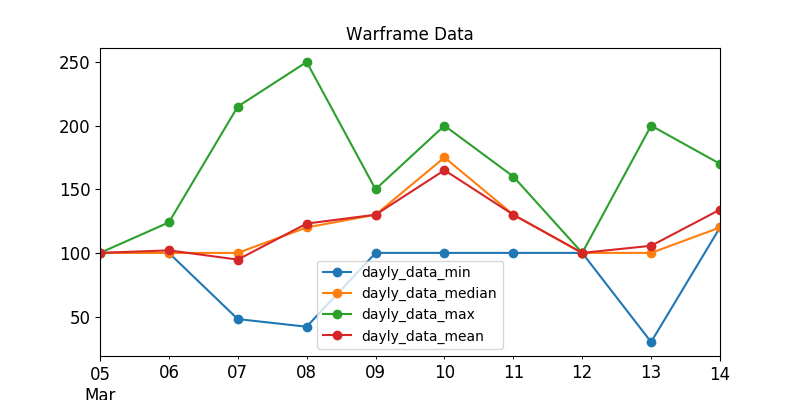 Warframe Data
250
200
150
100
50
dayly_data_min
dayly_data_median
dayly_data_max
dayly_data_mean
05 06 07 08 09 10 11 12 13 14
Mar